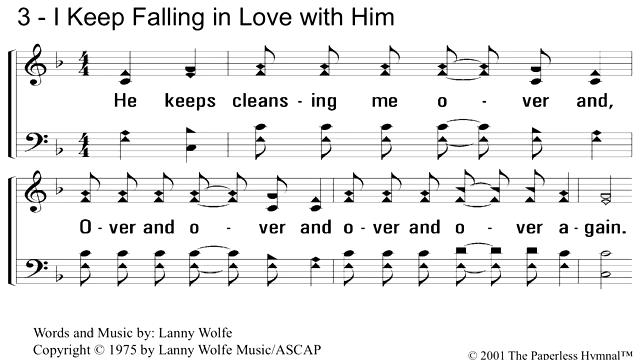 3 - I Keep Falling in Love with Him
He keeps cleans - ing me o - ver and,
O - ver and o - ver and o - ver and o - ver a - gain.
Words and Music by: Lanny Wolfe
Copyright © 1975 by Lanny Wolfe Music/ASCAP
© 2001 The Paperless Hymnal™